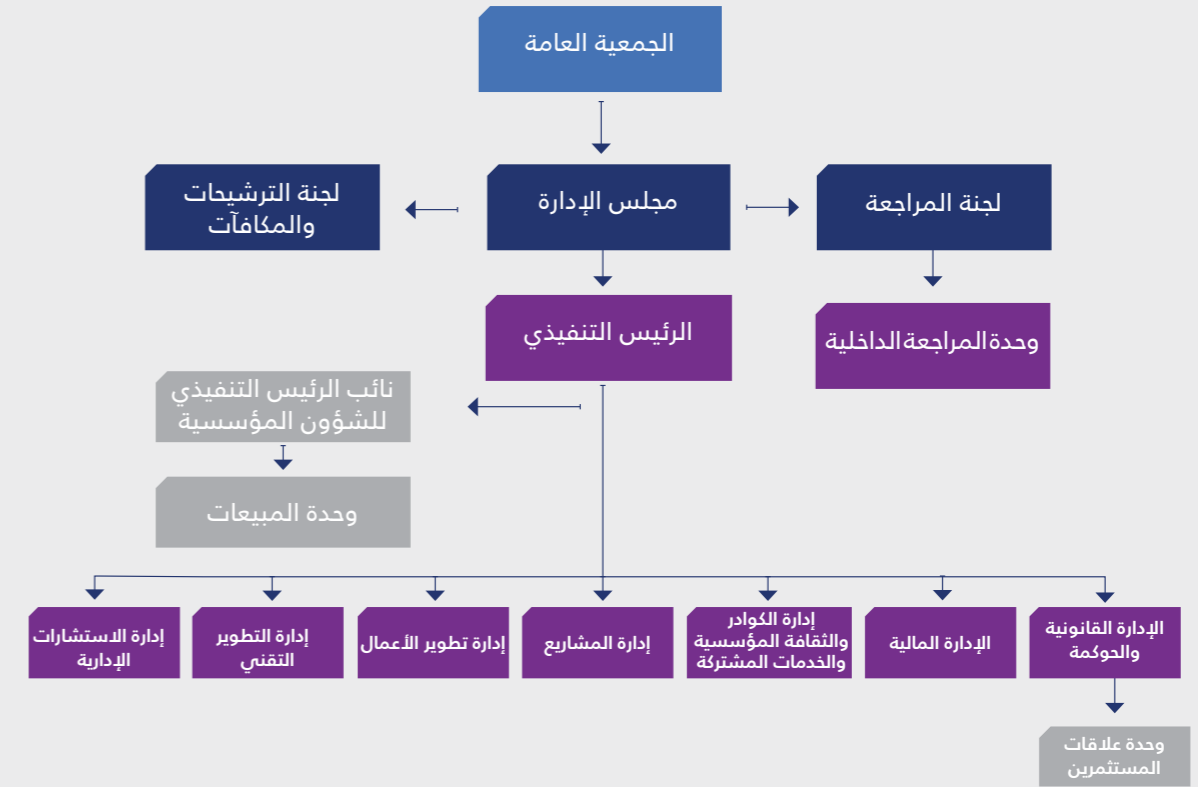 الجمعية العامة
لجنة المراجعة
مجلس الإدارة
لجنة الترشيحات
والمكافآت
وحدة المراجعة الداخلية
الرئيس التنفيذي
نائب الرئيس التنفيذي
للشؤون المؤسسية
وحدة المبيعات
الإدارة القانونية
والحوكمة
الإدارة المالية
إدارة الكوادر
والثقافة المؤسسية
والخدمات المشتركة
إدارة المشاريع
إدارة تطوير الأعمال
إدارة التطوير
التقني
إدارة الاستشارات
الإدارية
وحدة علاقات
المستثمرين